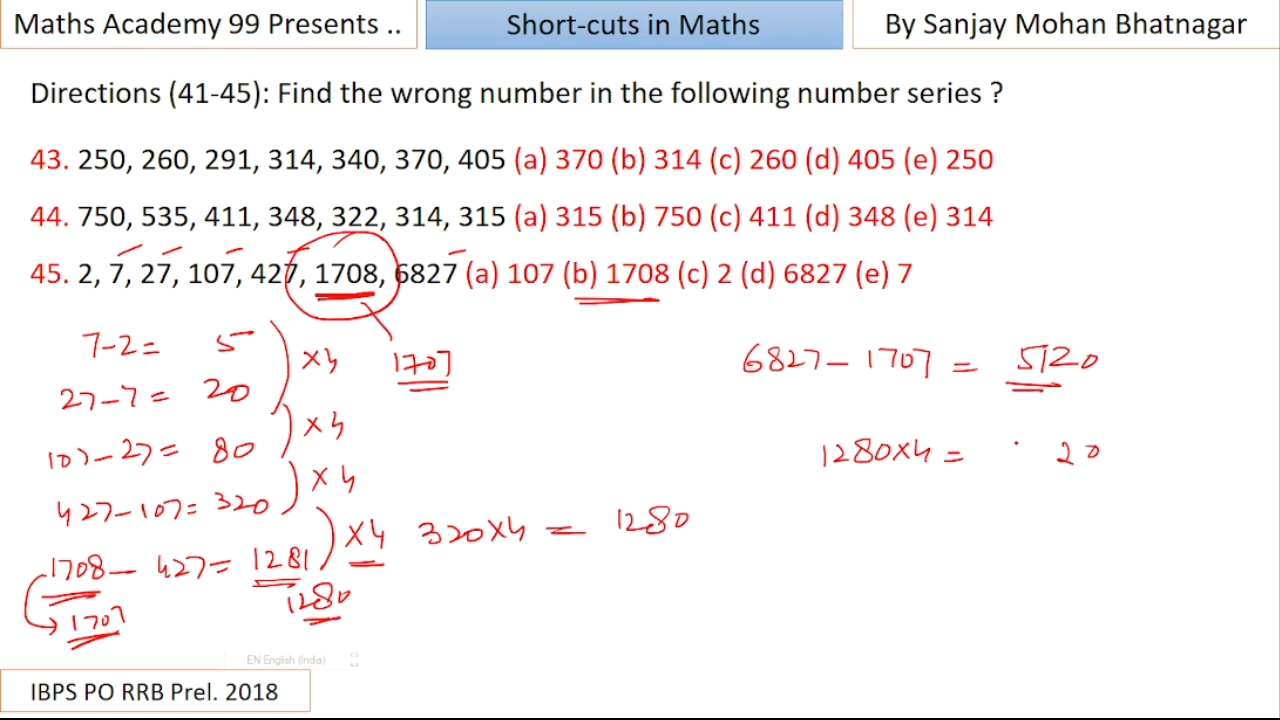 Maths Academy 99 Presents ..
Short-cuts in Maths
By Sanjay Mohan Bhatnagar
Directions (41-45): Find the wrong number in the following number series ?
43. 250, 260, 291, 314, 340, 370, 405 (a) 370 (b) 314 (c) 260 (d) 405 (e) 250
44. 750, 535, 411, 348, 322, 314, 315 (a) 315 (b) 750 (c) 411 (d) 348 (e) 314
45. 2, 7, 27, 107, 427, 1708, 6827 (a) 107 (b) 1708 (c) 2 (d) 6827 (e) 7
7-2= 5
×4
1707
6827-1707 = 5120
27-7= 20
×4
107-27= 80
1280×4= 20
×4
427-107= 320
×4 320×4 = 1280
1708- 427= 1281
1280
1707
EN English (India)
IBPS PO RRB Prel. 2018